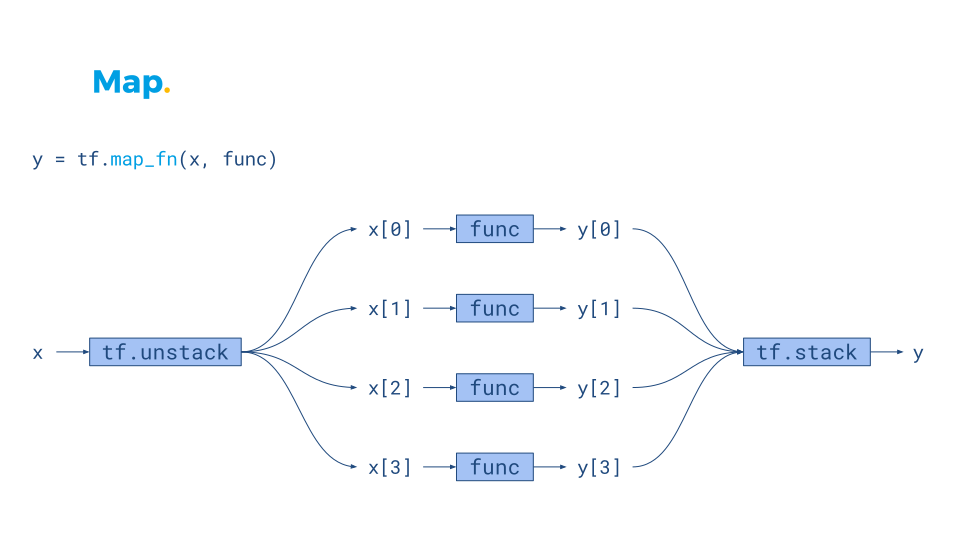 Map.
y = tf.map_fn(x, func)
x[0] func y[0]
x[1] func y[1]
x tf.unstack tf.stack y
x[2] func y[2]
x[3] func y[3]